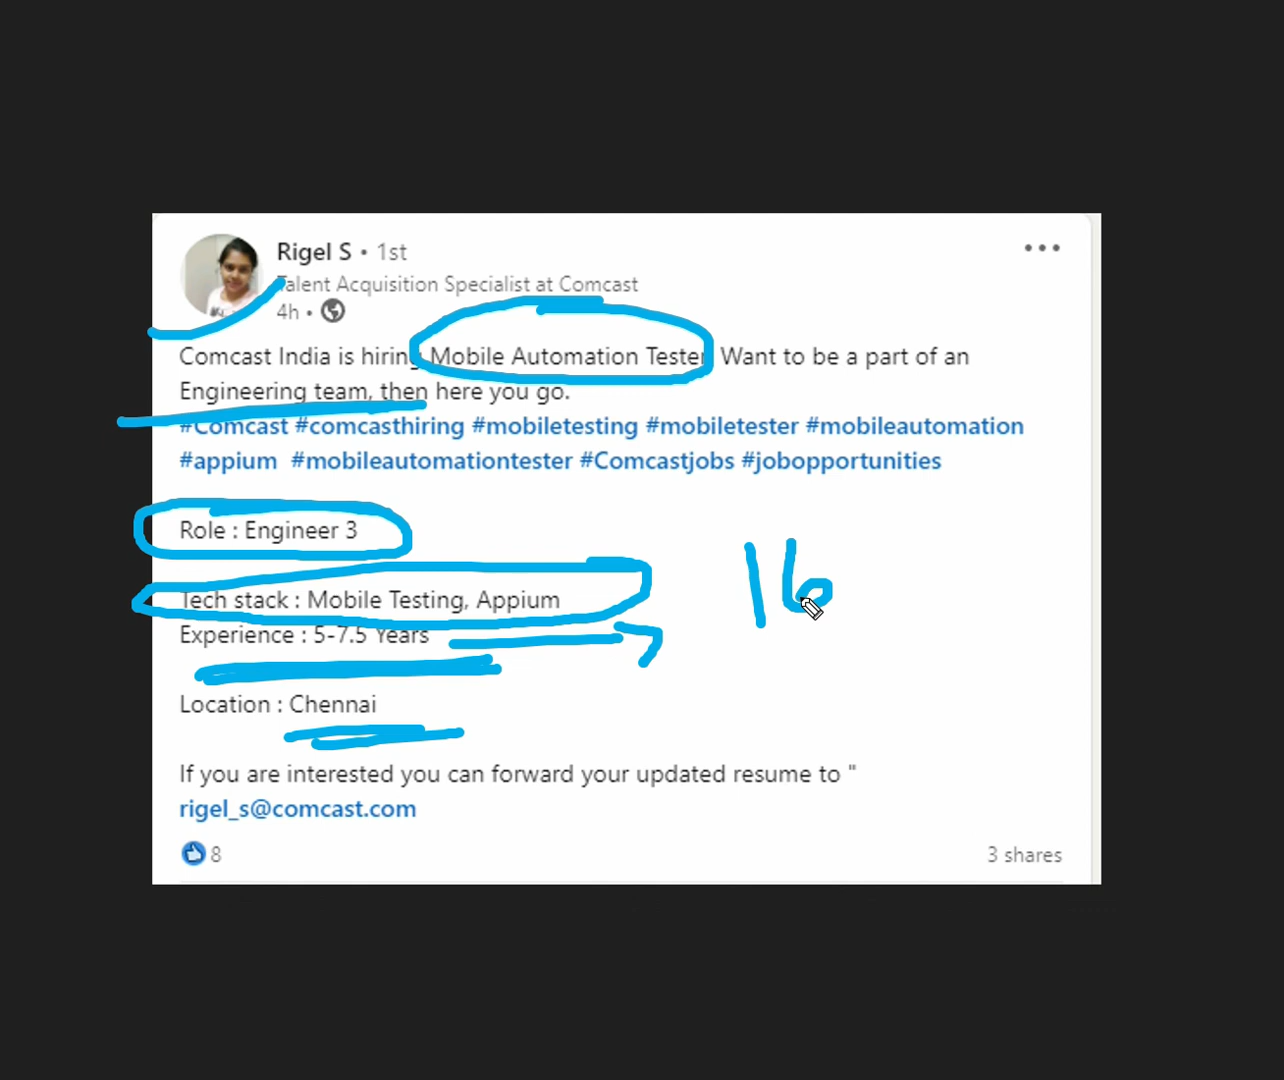 Rigel S • 1st
Talent Acquisition Specialist at Comcast
4h •
Comcast India is hiring Mobile Automation Tester Want to be a part of an
Engineering team, then here you go.
#Comcast #comcasthiring #mobiletesting #mobiletester #mobileautomation
#appium #mobileautomationtester #Comcastjobs #jobopportunities
Role : Engineer 3
Tech stack : Mobile Testing, Appium
16
Experience : 5-7.5 Years
Location : Chennai
If you are interested you can forward your updated resume to "
rigel_s@comcast.com
8
3 shares